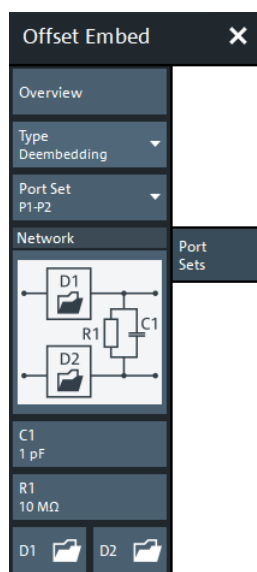 Offset Embed
Overview
Type
Deembedding
Port Set
P1-P2
Network
Port
Sets
D1
R1
C1
D2
C1
1 pF
R1
10 MΩ
D1 D2